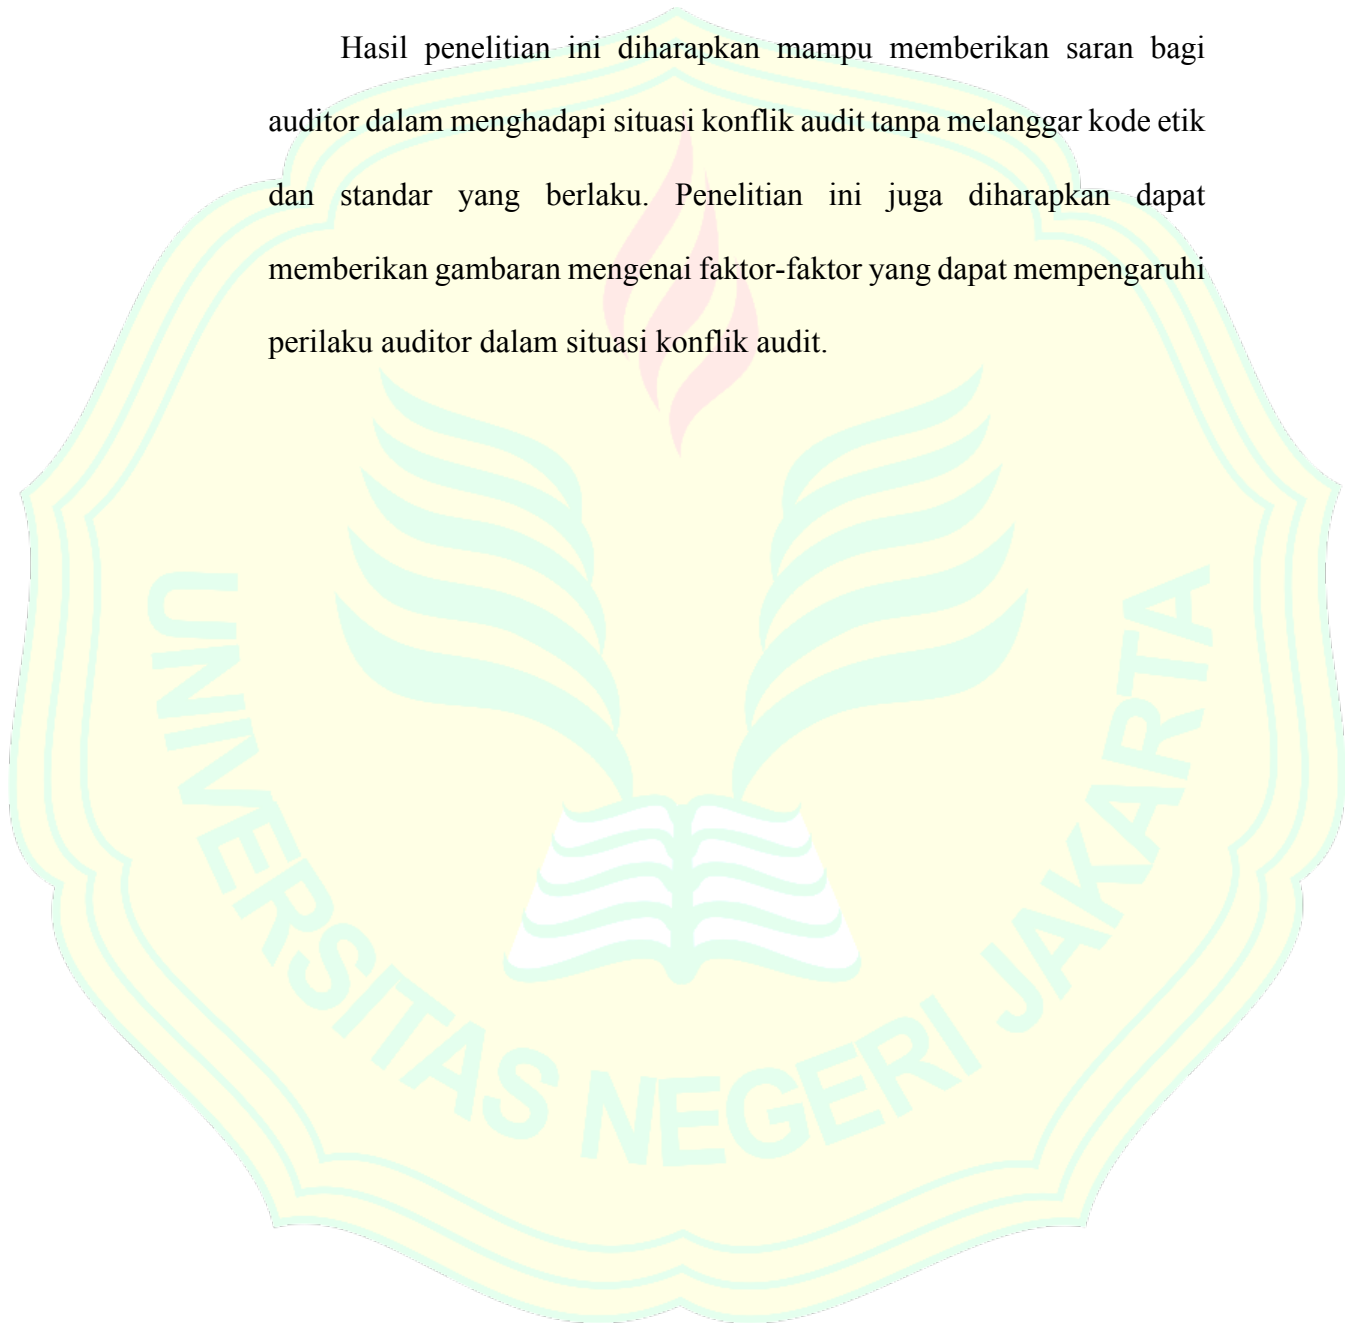 Hasil penelitian ini diharapkan mampu memberikan saran bagi
auditor dalam menghadapi situasi konflik audit tanpa melanggar kode etik
dan standar yang berlaku. Penelitian ini juga diharapkan dapat
memberikan gambaran mengenai faktor-faktor yang dapat mempengaruhi
perilaku auditor dalam situasi konflik audit.
UNIVERSITAS NEGERI JAKARTA